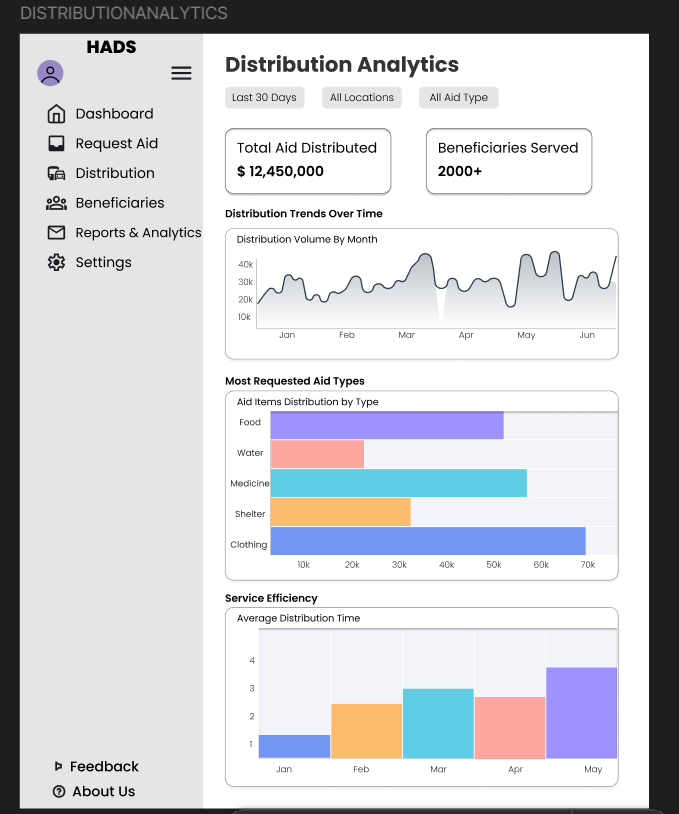 DISTRIBUTIONANALYTICS
HADS
Dashboard
Request Aid
Distribution
Beneficiaries
Reports & Analytics
Settings
Feedback
About Us
Distribution Analytics
Last 30 Days All Locations All Aid Type
Total Aid Distributed
$ 12,450,000
Beneficiaries Served
2000+
Distribution Trends Over Time
Distribution Volume By Month
40k
30k
20k
10k
Jan Feb Mar Apr May Jun
Most Requested Aid Types
Aid Items Distribution by Type
Food
Water
Medicine
Shelter
Clothing
10k 20k 30k 40k 50k 60k 70k
Service Efficiency
Average Distribution Time
4
3
2
1
Jan Feb Mar Apr May